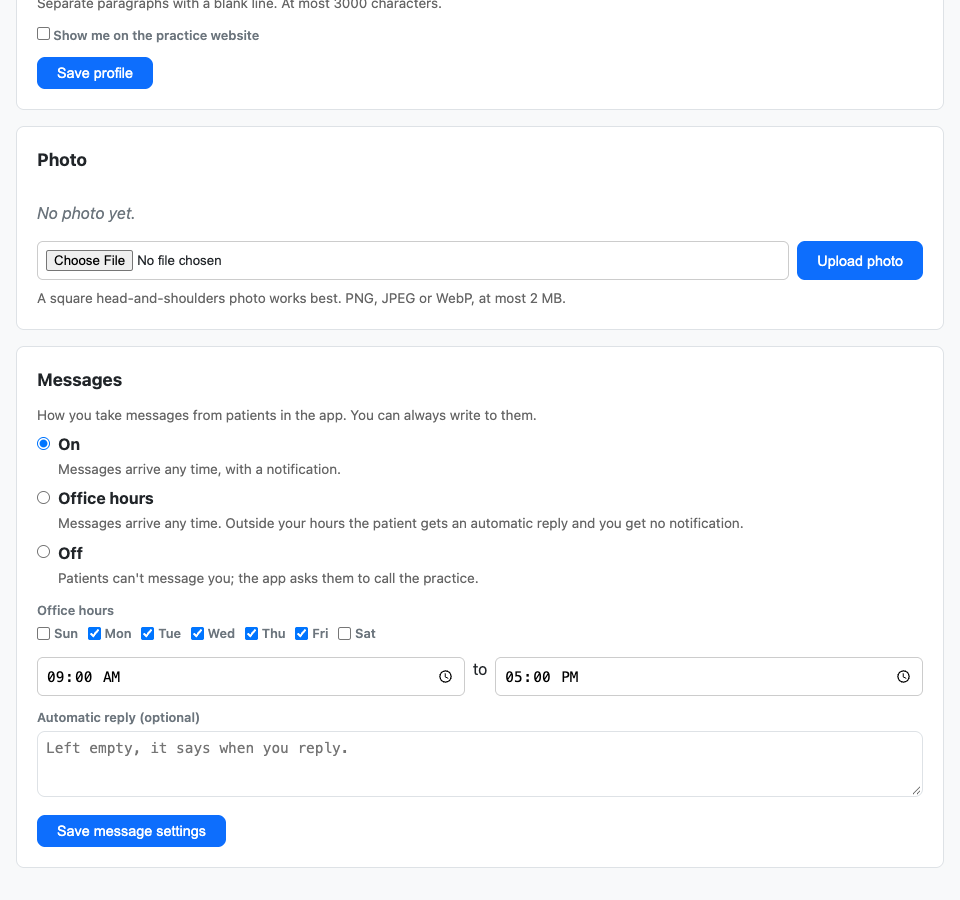 Separate paragraphs with a blank line. At most 3000 characters.
Show me on the practice website
Save profile
Photo
No photo yet.
Choose File No file chosen
Upload photo
A square head-and-shoulders photo works best. PNG, JPEG or WebP, at most 2 MB.
Messages
How you take messages from patients in the app. You can always write to them.
On
Messages arrive any time, with a notification.
Office hours
Messages arrive any time. Outside your hours the patient gets an automatic reply and you get no notification.
Off
Patients can't message you; the app asks them to call the practice.
Office hours
Sun Mon Tue Wed Thu Fri Sat
09:00 AM to 05:00 PM
Automatic reply (optional)
Left empty, it says when you reply.
Save message settings